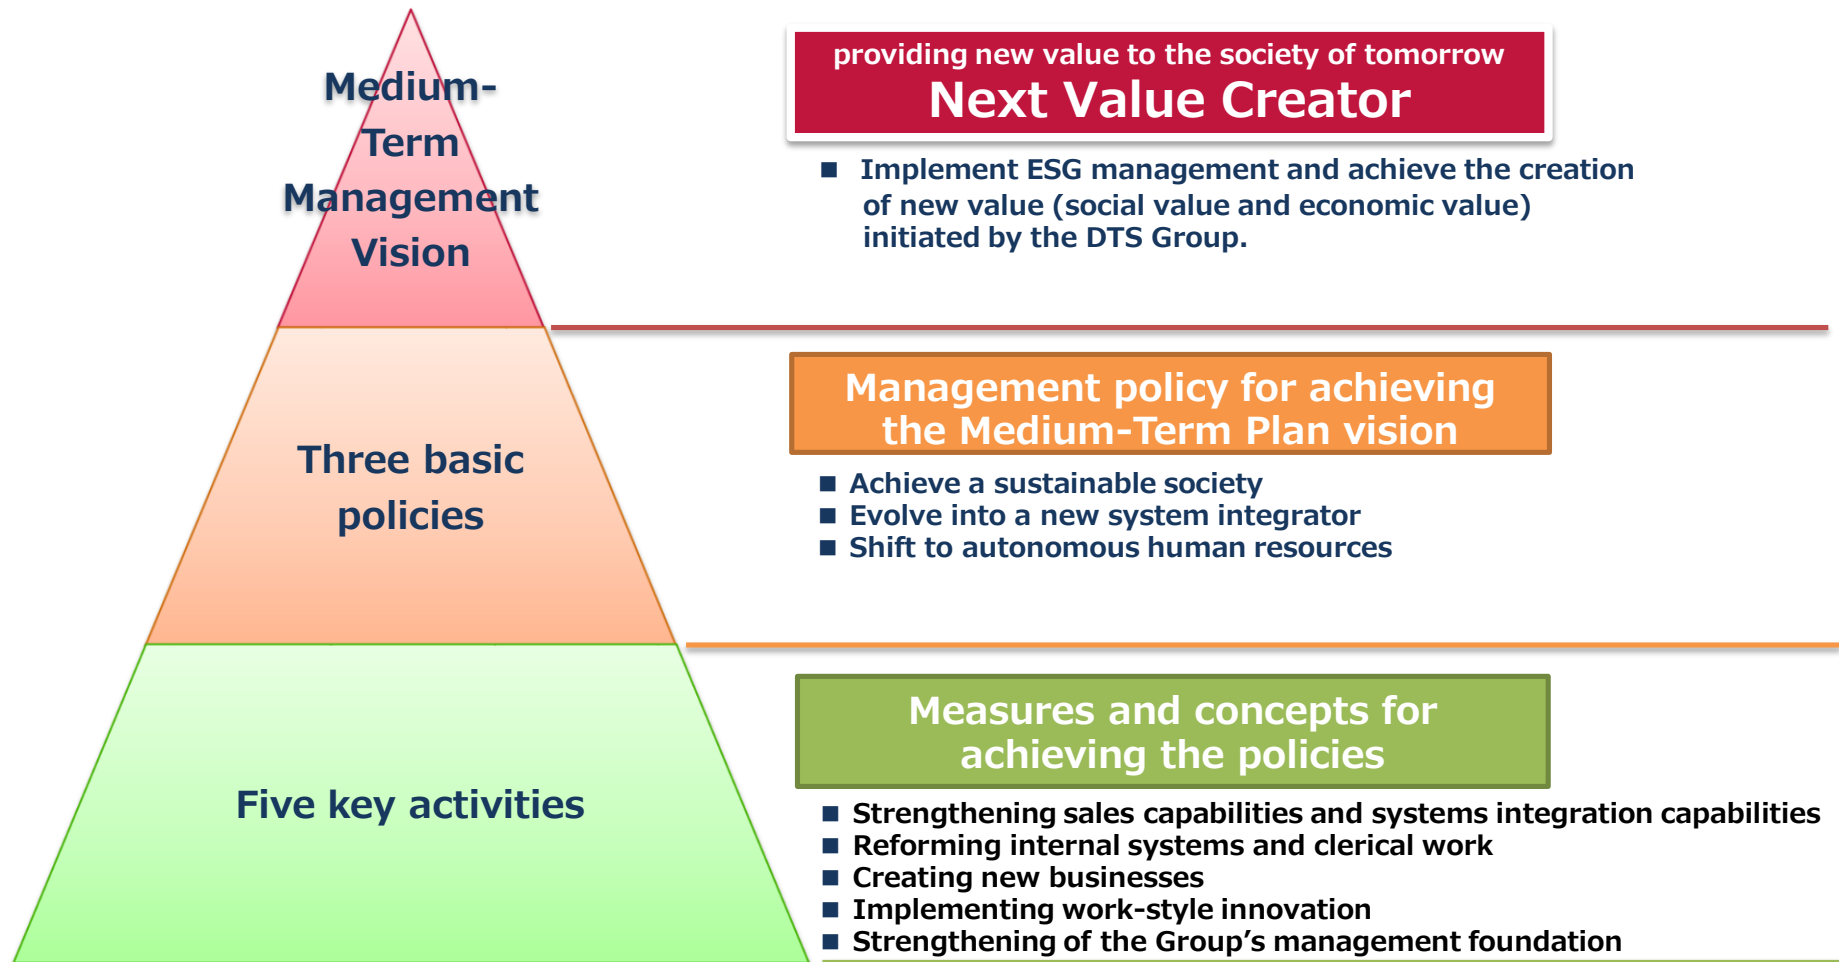 Medium-
Term
Management
Vision
providing new value to the society of tomorrow
Next Value Creator
■ Implement ESG management and achieve the creation
of new value (social value and economic value)
initiated by the DTS Group.
Three basic
policies
Management policy for achieving
the Medium-Term Plan vision
■ Achieve a sustainable society
■ Evolve into a new system integrator
■ Shift to autonomous human resources
Five key activities
Measures and concepts for
achieving the policies
■ Strengthening sales capabilities and systems integration capabilities
■ Reforming internal systems and clerical work
■ Creating new businesses
■ Implementing work-style innovation
■ Strengthening of the Group’s management foundation